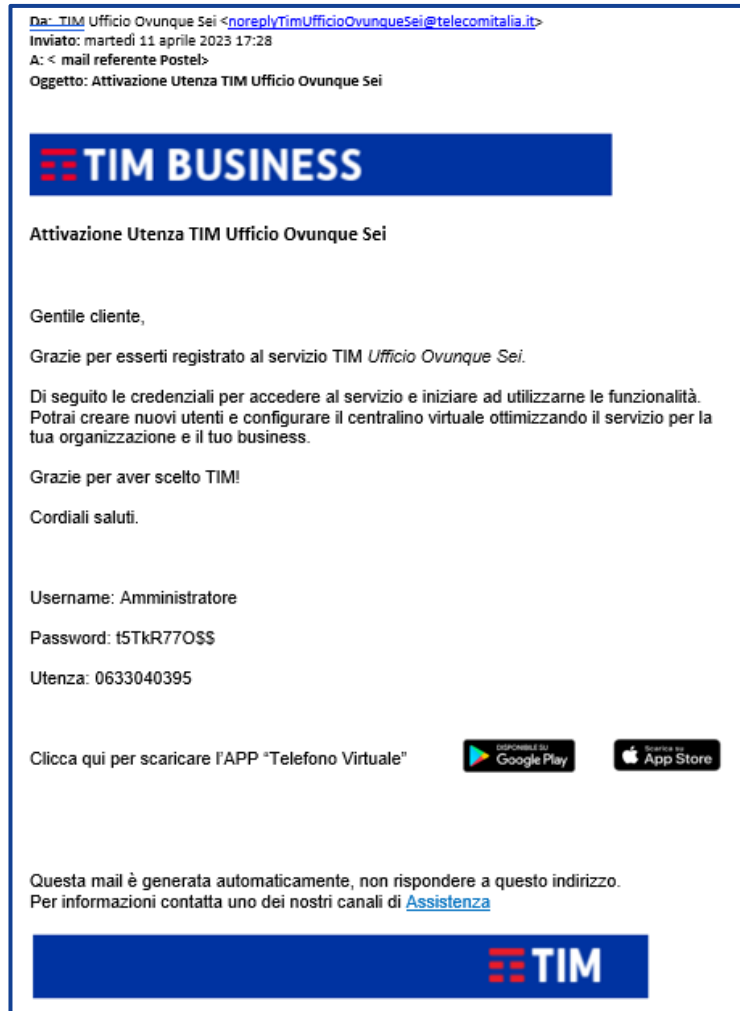 Da: TIM Ufficio Ovunque Sei <noreplyTimUfficioOvunqueSei@telecomitalia.it>
Inviato: martedì 11 aprile 2023 17:28
A: < mail referente Postel>
Oggetto: Attivazione Utenza TIM Ufficio Ovunque Sei
TIM BUSINESS
Attivazione Utenza TIM Ufficio Ovunque Sei
Gentile cliente,
Grazie per esserti registrato al servizio TIM Ufficio Ovunque Sei.
Di seguito le credenziali per accedere al servizio e iniziare ad utilizzarne le funzionalità.
Potrai creare nuovi utenti e configurare il centralino virtuale ottimizzando il servizio per la
tua organizzazione e il tuo business.
Grazie per aver scelto TIM!
Cordiali saluti.
Username: Amministratore
Password: t5TkR77O$$
Utenza: 0633040395
Clicca qui per scaricare l'APP “Telefono Virtuale” DISPONIBILE SU Google Play Scarica su App Store
Questa mail è generata automaticamente, non rispondere a questo indirizzo.
Per informazioni contatta uno dei nostri canali di Assistenza
TIM